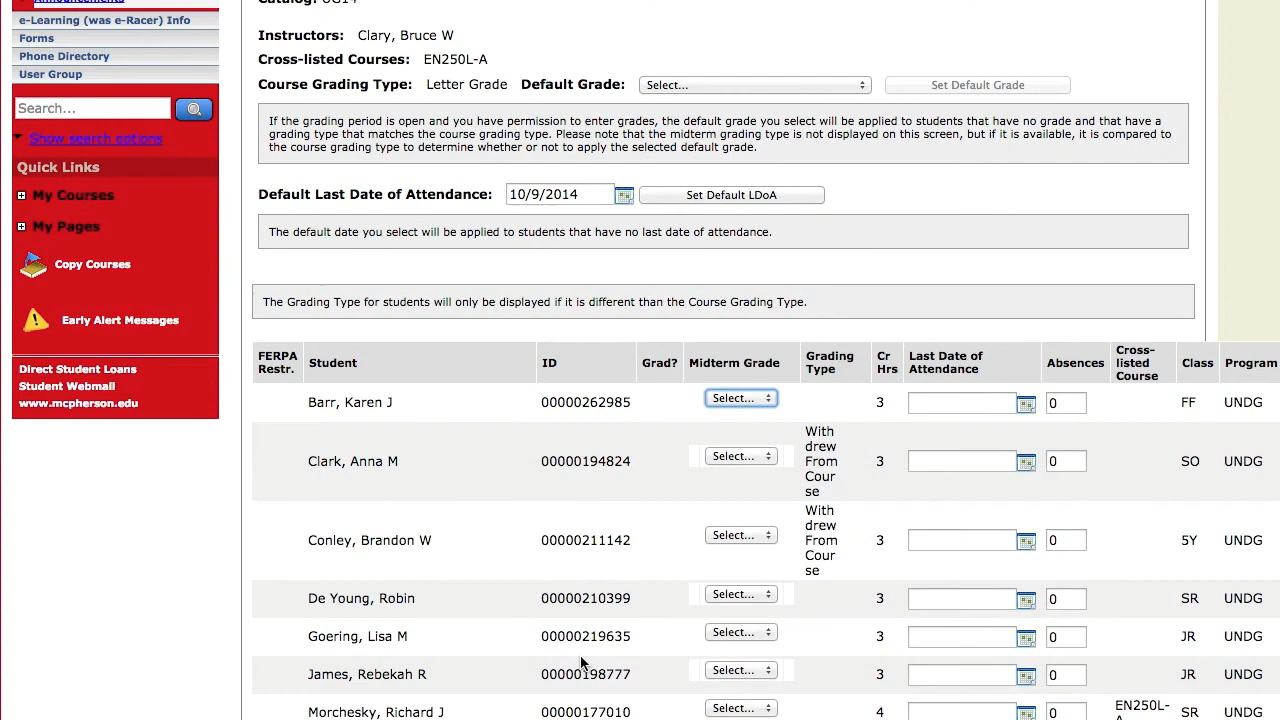 Announcements
e-Learning (was e-Racer) Info
Forms
Phone Directory
User Group
Search...
Show search options
Quick Links
My Courses
My Pages
Copy Courses
Early Alert Messages
Direct Student Loans
Student Webmail
www.mcpherson.edu
Catalog: UG14
Instructors: Clary, Bruce W
Cross-listed Courses: EN250L-A
Course Grading Type: Letter Grade Default Grade: Select... Set Default Grade
If the grading period is open and you have permission to enter grades, the default grade you select will be applied to students that have no grade and that have a
grading type that matches the course grading type. Please note that the midterm grading type is not displayed on this screen, but if it is available, it is compared to
the course grading type to determine whether or not to apply the selected default grade.
Default Last Date of Attendance: 10/9/2014 Set Default LDoA
The default date you select will be applied to students that have no last date of attendance.
The Grading Type for students will only be displayed if it is different than the Course Grading Type.
FERPA Restr. Student ID Grad? Midterm Grade Grading Type Cr Hrs Last Date of Attendance Absences Cross-listed Course Class Program
Barr, Karen J 00000262985 Select... 3 0 FF UNDG
Clark, Anna M 00000194824 Select... With drew From Cour se 3 0 SO UNDG
Conley, Brandon W 00000211142 Select... With drew From Cour se 3 0 5Y UNDG
De Young, Robin 00000210399 Select... 3 0 SR UNDG
Goering, Lisa M 00000219635 Select... 3 0 JR UNDG
James, Rebekah R 00000198777 Select... 3 0 JR UNDG
Morchesky, Richard J 00000177010 Select... 4 0 EN250L-A SR UNDG